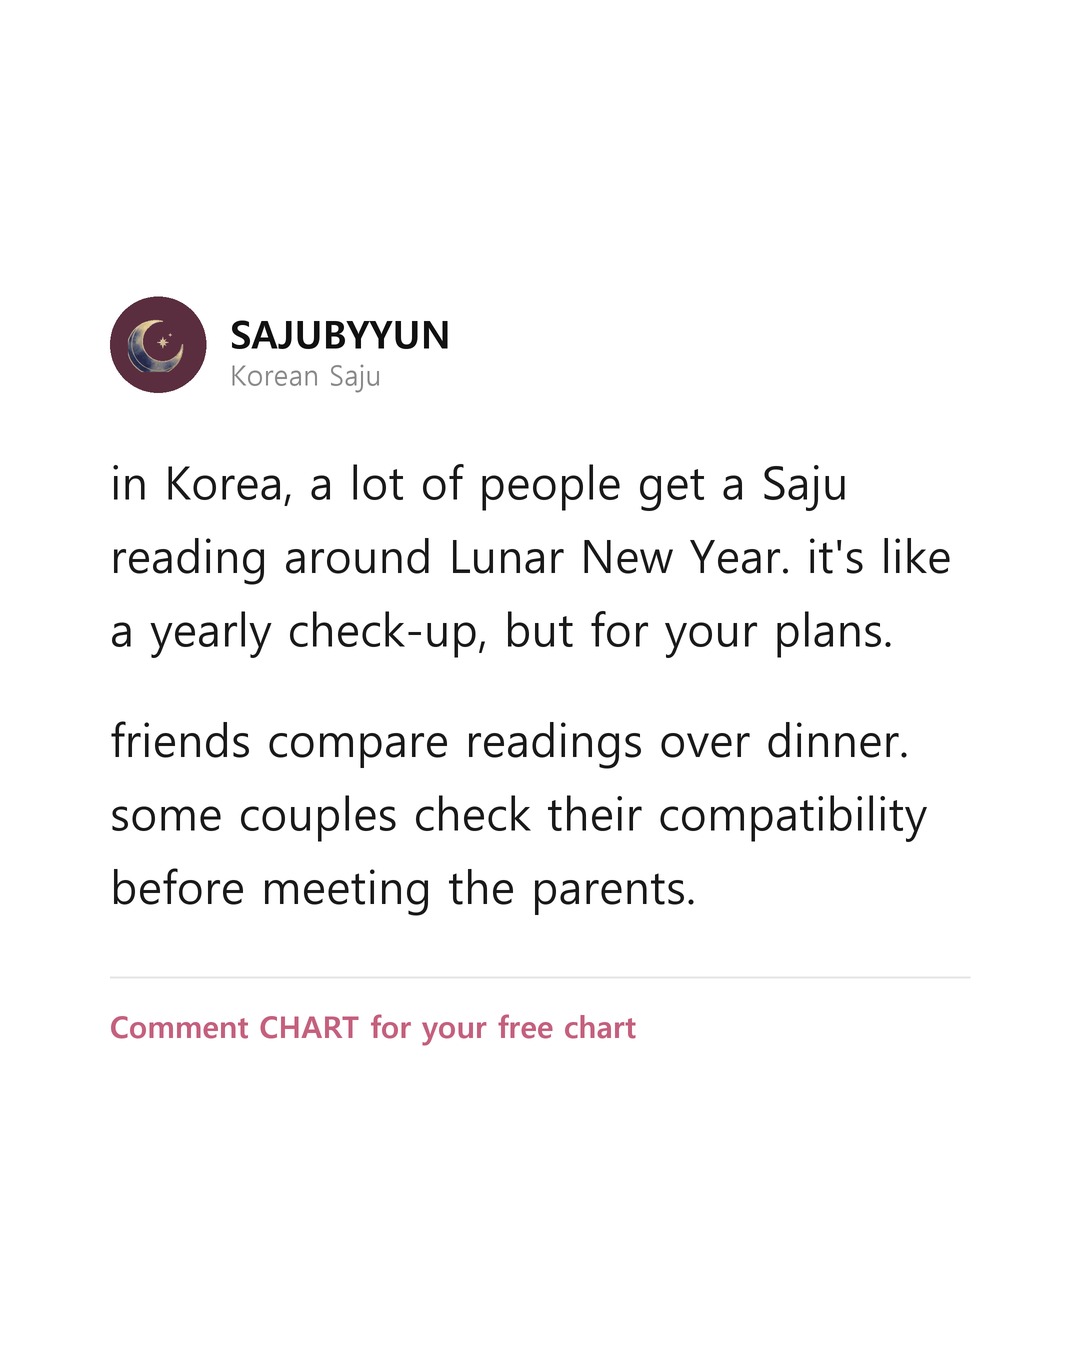 SAJUBYYUN
Korean Saju
in Korea, a lot of people get a Saju
reading around Lunar New Year. it's like
a yearly check-up, but for your plans.
friends compare readings over dinner.
some couples check their compatibility
before meeting the parents.
Comment CHART for your free chart